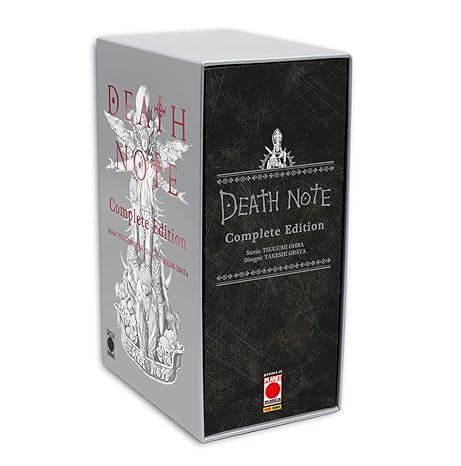 DEATH
NOTE
Complete Edition
DEATH NOTE
Complete Edition
Storia: TSUGUMI OHBA
Disegni: TAKESHI OBATA
PLANET
MANGA